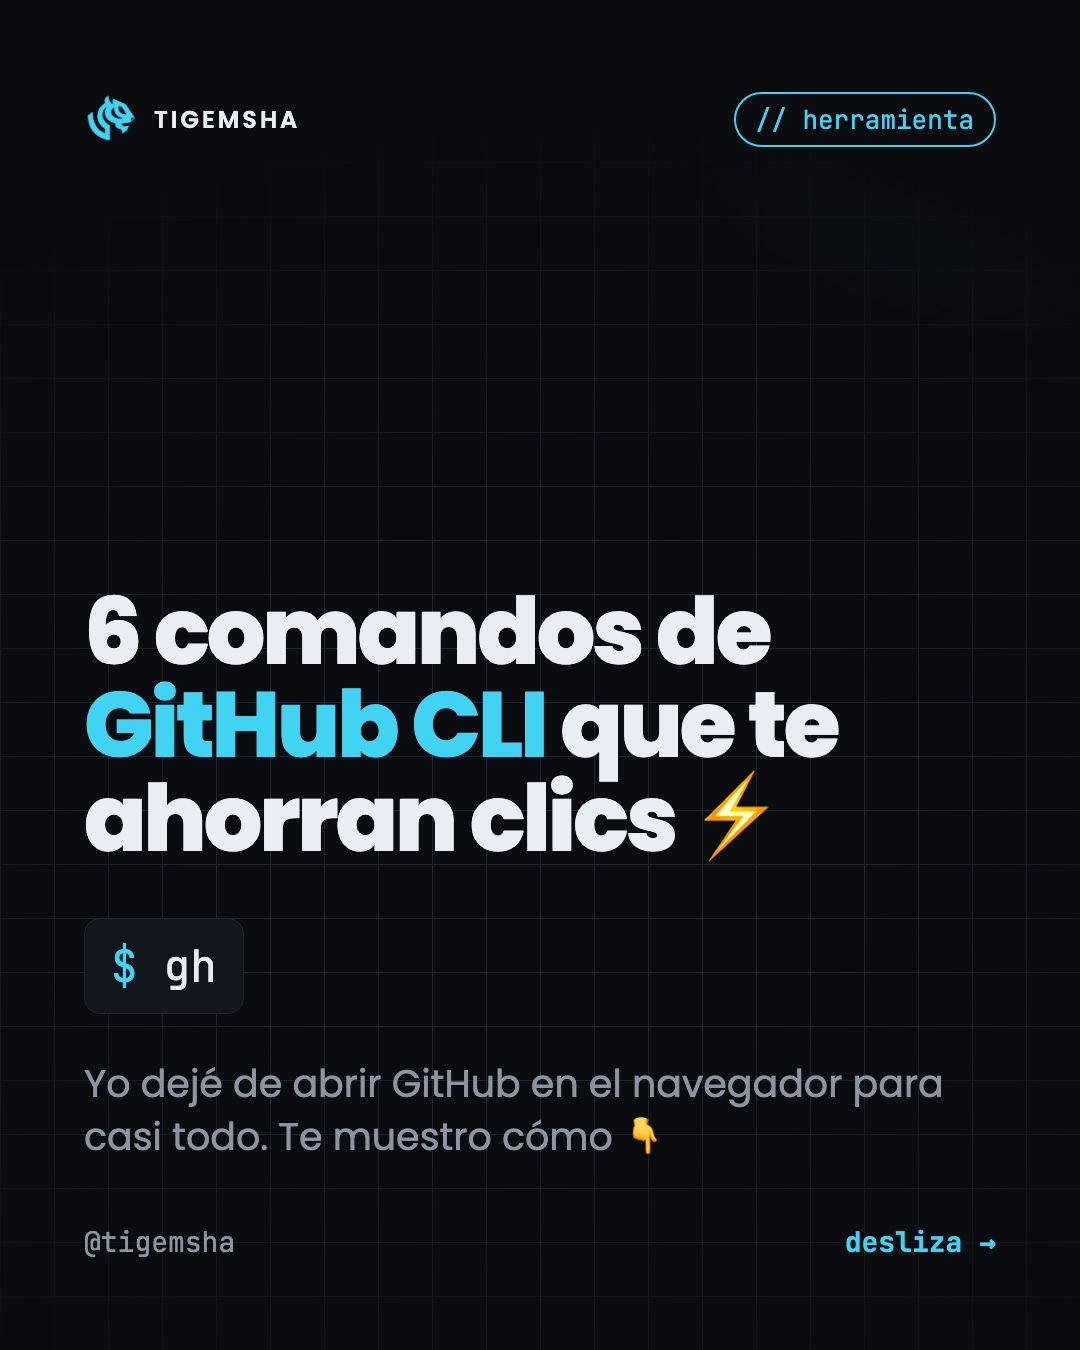 TIGEMSHA
// herramienta
6 comandos de
GitHub CLI que te
ahorran clics ⚡
$ gh
Yo dejé de abrir GitHub en el navegador para
casi todo. Te muestro cómo 👇
@tigemsha
desliza →